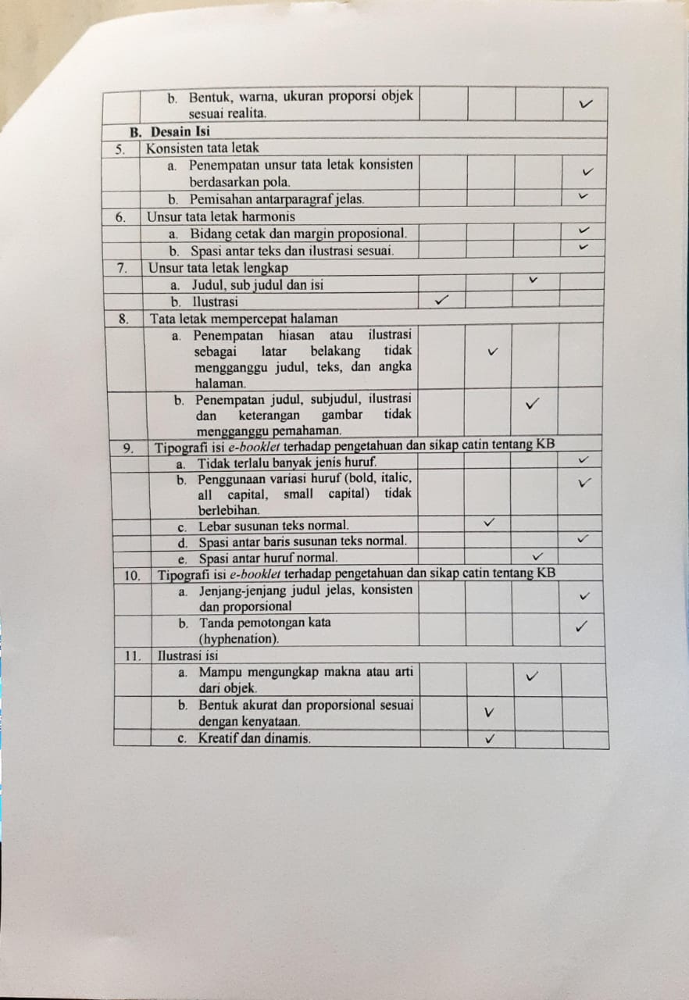 b. Bentuk, warna, ukuran proporsi objek
sesuai realita. ✓
B. Desain Isi
5. Konsisten tata letak
a. Penempatan unsur tata letak konsisten
berdasarkan pola. ✓
b. Pemisahan antarparagraf jelas. ✓
6. Unsur tata letak harmonis
a. Bidang cetak dan margin proposional. ✓
b. Spasi antar teks dan ilustrasi sesuai. ✓
7. Unsur tata letak lengkap
a. Judul, sub judul dan isi ✓
b. Ilustrasi ✓
8. Tata letak mempercepat halaman
a. Penempatan hiasan atau ilustrasi
sebagai latar belakang tidak ✓
mengganggu judul, teks, dan angka
halaman.
b. Penempatan judul, subjudul, ilustrasi ✓
dan keterangan gambar tidak
mengganggu pemahaman.
9. Tipografi isi e-booklet terhadap pengetahuan dan sikap catin tentang KB
a. Tidak terlalu banyak jenis huruf. ✓
b. Penggunaan variasi huruf (bold, italic, ✓
all capital, small capital) tidak
berlebihan.
c. Lebar susunan teks normal. ✓
d. Spasi antar baris susunan teks normal. ✓
e. Spasi antar huruf normal. ✓
10. Tipografi isi e-booklet terhadap pengetahuan dan sikap catin tentang KB
a. Jenjang-jenjang judul jelas, konsisten ✓
dan proporsional
b. Tanda pemotongan kata ✓
(hyphenation).
11. Ilustrasi isi
a. Mampu mengungkap makna atau arti ✓
dari objek.
b. Bentuk akurat dan proporsional sesuai ✓
dengan kenyataan.
c. Kreatif dan dinamis. ✓